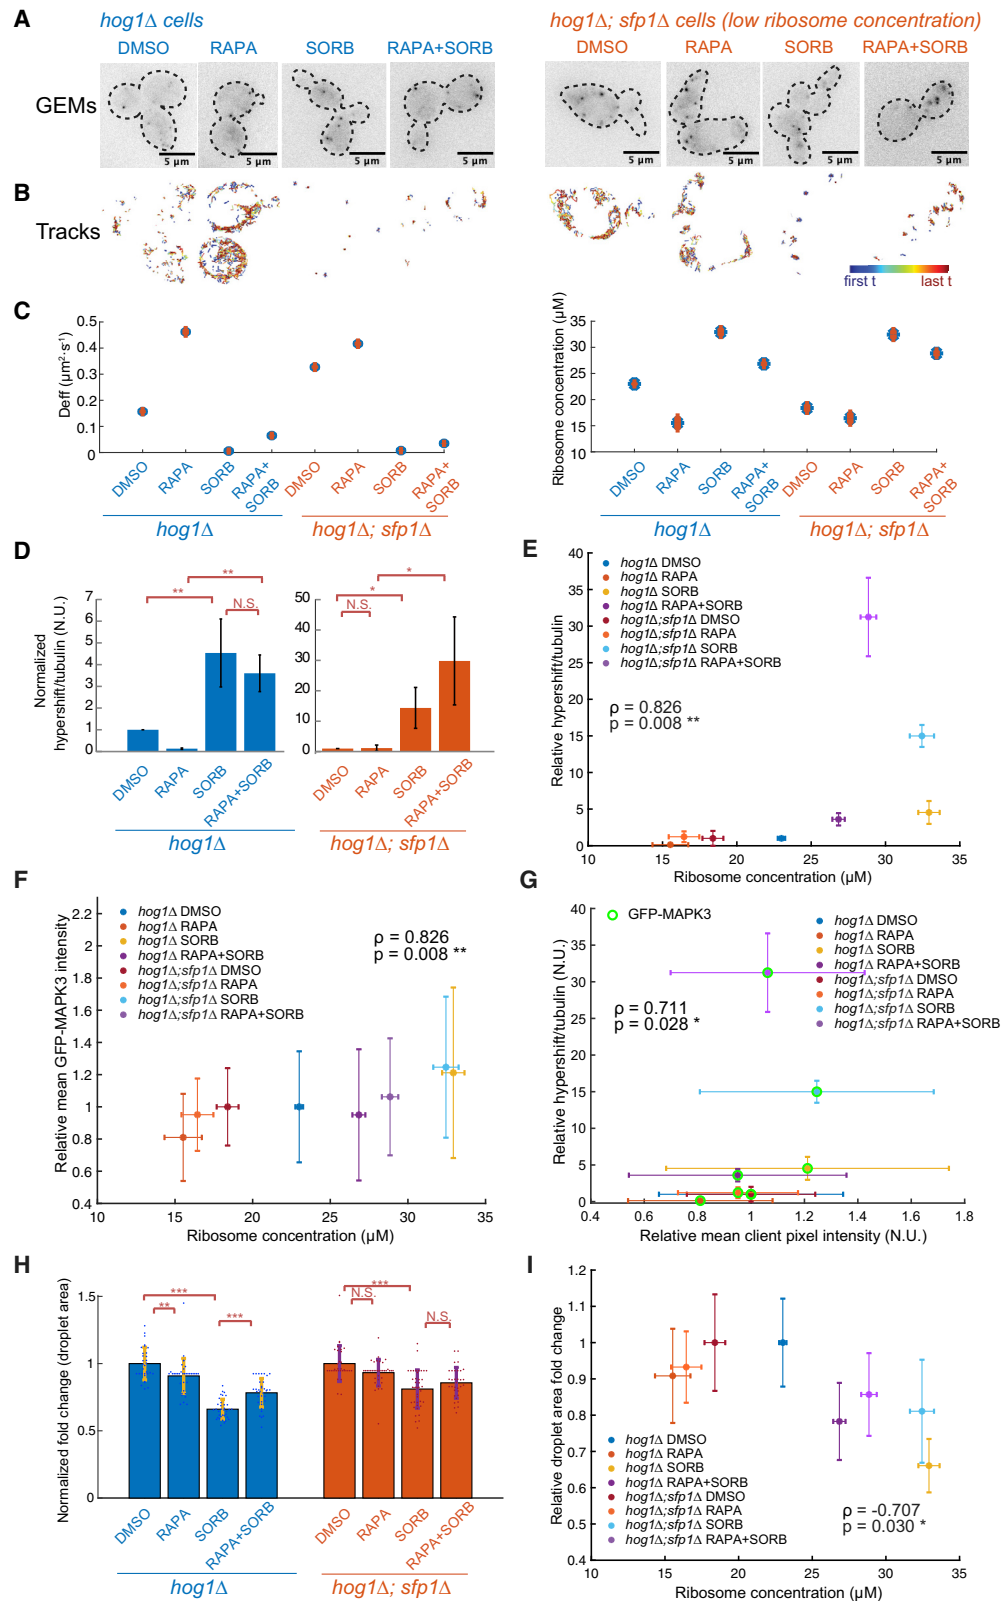 A
hog1Δ cells
hog1Δ; sfp1Δ cells (low ribosome concentration)
DMSO RAPA SORB RAPA+SORB
DMSO RAPA SORB RAPA+SORB
GEMs
5 µm 5 µm 5 µm 5 µm
5 µm 5 µm 5 µm 5 µm
B
Tracks
first t last t
C
Deff (µm²·s⁻¹)
0.5
0.4
0.3
0.2
0.1
0
DMSO
RAPA
SORB
RAPA+
SORB
DMSO
RAPA
SORB
RAPA+
SORB
hog1Δ
hog1Δ; sfp1Δ
Ribosome concentration (µM)
35
30
25
20
15
10
DMSO
RAPA
SORB
RAPA+
SORB
DMSO
RAPA
SORB
RAPA+
SORB
hog1Δ
hog1Δ; sfp1Δ
D
Normalized
hypershift/tubulin (N.U.)
7
6
5
4
3
2
1
0
**
**
N.S.
DMSO
RAPA
SORB
RAPA+SORB
hog1Δ
50
40
30
20
10
0
*
*
N.S.
DMSO
RAPA
SORB
RAPA+SORB
hog1Δ; sfp1Δ
E
Relative hypershift/tubulin
40
35
30
25
20
15
10
5
0
hog1Δ DMSO
hog1Δ RAPA
hog1Δ SORB
hog1Δ RAPA+SORB
hog1Δ;sfp1Δ DMSO
hog1Δ;sfp1Δ RAPA
hog1Δ;sfp1Δ SORB
hog1Δ;sfp1Δ RAPA+SORB
ρ = 0.826
p = 0.008 **
10 15 20 25 30 35
Ribosome concentration (µM)
F
Relative mean GFP-MAPK3 intensity
2.2
2
1.8
1.6
1.4
1.2
1
0.8
0.6
0.4
hog1Δ DMSO
hog1Δ RAPA
hog1Δ SORB
hog1Δ RAPA+SORB
hog1Δ;sfp1Δ DMSO
hog1Δ;sfp1Δ RAPA
hog1Δ;sfp1Δ SORB
hog1Δ;sfp1Δ RAPA+SORB
ρ = 0.826
p = 0.008 **
10 15 20 25 30 35
Ribosome concentration (µM)
G
Relative hypershift/tubulin (N.U.)
40
35
30
25
20
15
10
5
0
GFP-MAPK3
hog1Δ DMSO
hog1Δ RAPA
hog1Δ SORB
hog1Δ RAPA+SORB
hog1Δ;sfp1Δ DMSO
hog1Δ;sfp1Δ RAPA
hog1Δ;sfp1Δ SORB
hog1Δ;sfp1Δ RAPA+SORB
ρ = 0.711
p = 0.028 *
0.4 0.6 0.8 1 1.2 1.4 1.6 1.8
Relative mean client pixel intensity (N.U.)
H
Normalized fold change (droplet area)
1.5
1
0.5
0
***
**
***
***
N.S.
N.S.
DMSO
RAPA
SORB
RAPA+SORB
DMSO
RAPA
SORB
RAPA+SORB
hog1Δ
hog1Δ; sfp1Δ
I
Relative droplet area fold change
1.2
1.1
1
0.9
0.8
0.7
0.6
0.5
0.4
hog1Δ DMSO
hog1Δ RAPA
hog1Δ SORB
hog1Δ RAPA+SORB
hog1Δ;sfp1Δ DMSO
hog1Δ;sfp1Δ RAPA
hog1Δ;sfp1Δ SORB
hog1Δ;sfp1Δ RAPA+SORB
ρ = -0.707
p = 0.030 *
10 15 20 25 30 35
Ribosome concentration (µM)